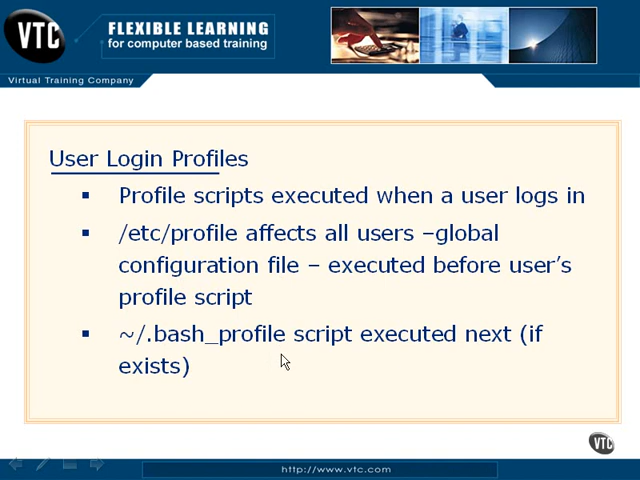 VTC
FLEXIBLE LEARNING
for computer based training
Virtual Training Company
User Login Profiles
▪ Profile scripts executed when a user logs in
▪ /etc/profile affects all users –global
configuration file – executed before user’s
profile script
▪ ~/.bash_profile script executed next (if
exists)
VTC
http://www.vtc.com